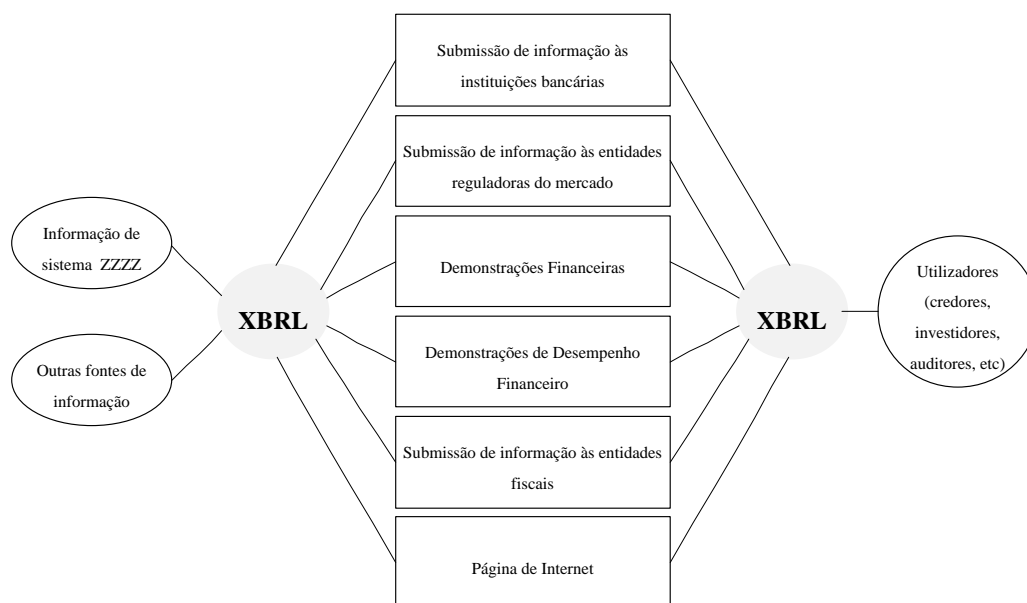 Submissão de informação às
instituições bancárias
Submissão de informação às entidades
reguladoras do mercado
Informação de
sistema ZZZZ
Outras fontes de
informação
XBRL
Demonstrações Financeiras
Demonstrações de Desempenho
Financeiro
Submissão de informação às entidades
fiscais
Página de Internet
XBRL
Utilizadores
(credores,
investidores,
auditores, etc)